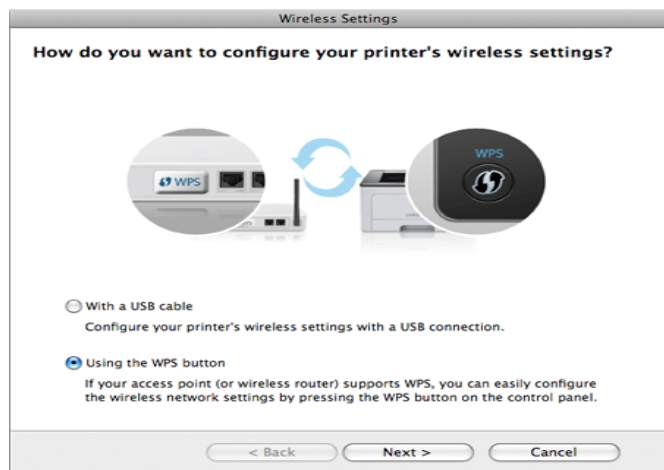 Wireless Settings
How do you want to configure your printer's wireless settings?
WPS
WPS
With a USB cable
Configure your printer's wireless settings with a USB connection.
Using the WPS button
If your access point (or wireless router) supports WPS, you can easily configure
the wireless network settings by pressing the WPS button on the control panel.
< Back
Next >
Cancel